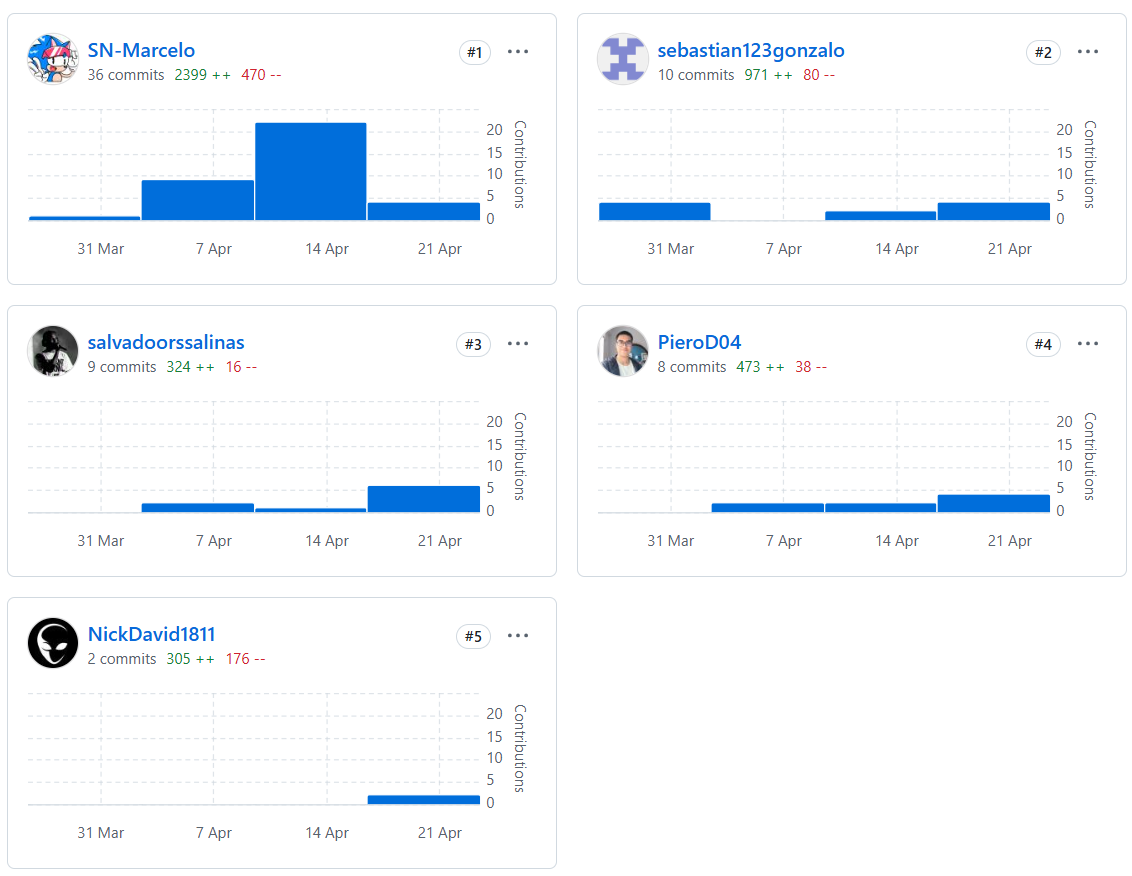 SN-Marcelo
#1
36 commits 2399 ++ 470 --
20
15
10
5
0
Contributions
31 Mar 7 Apr 14 Apr 21 Apr
sebastian123gonzalo
#2
10 commits 971 ++ 80 --
20
15
10
5
0
Contributions
31 Mar 7 Apr 14 Apr 21 Apr
salvadoorssalinas
#3
9 commits 324 ++ 16 --
20
15
10
5
0
Contributions
31 Mar 7 Apr 14 Apr 21 Apr
PieroD04
#4
8 commits 473 ++ 38 --
20
15
10
5
0
Contributions
31 Mar 7 Apr 14 Apr 21 Apr
NickDavid1811
#5
2 commits 305 ++ 176 --
20
15
10
5
0
Contributions
31 Mar 7 Apr 14 Apr 21 Apr